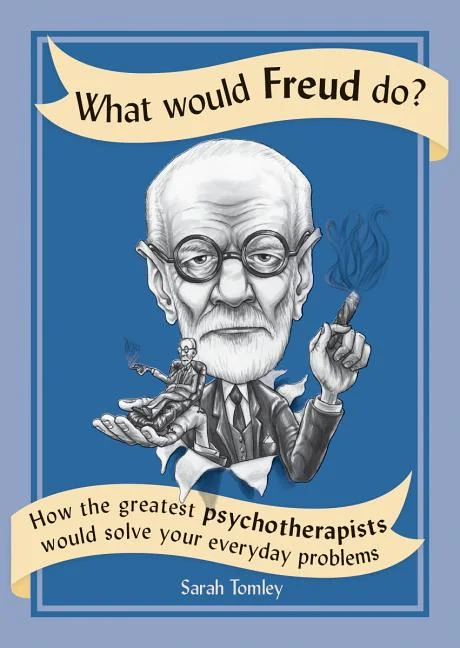 What would Freud do?
How the greatest psychotherapists
would solve your everyday problems
Sarah Tomley